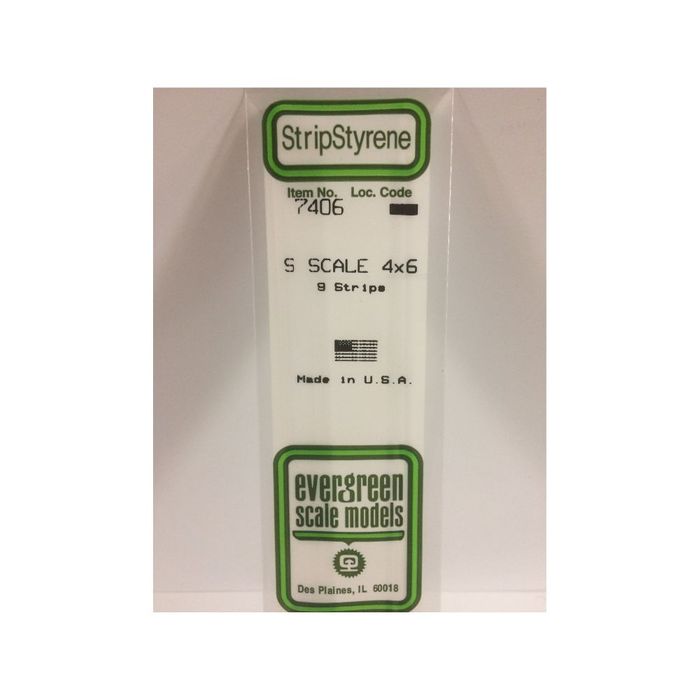 StripStyrene
Item No. Loc. Code
7406
S SCALE 4x6
9 Strips
Made in U.S.A.
evergreen
scale models
Des Plaines, IL 60018